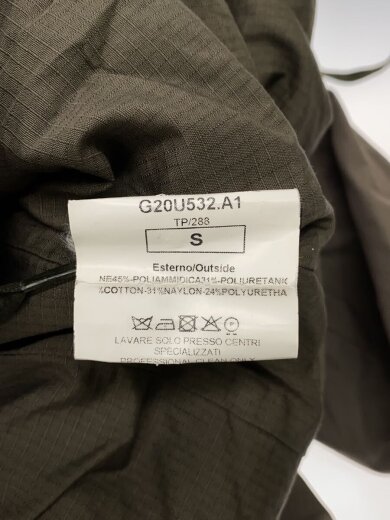 G20U532.A1
TP/288
S
Esterno/Outside
NE45%-POLIAMMIDICA31%-POLIURETANK
%COTTON-31%NAYLON-24%POLYURETHA
P
LAVARE SOLO PRESSO CENTRI
SPECIALIZZATI
PROFESSIONAL CLEAN ONLY